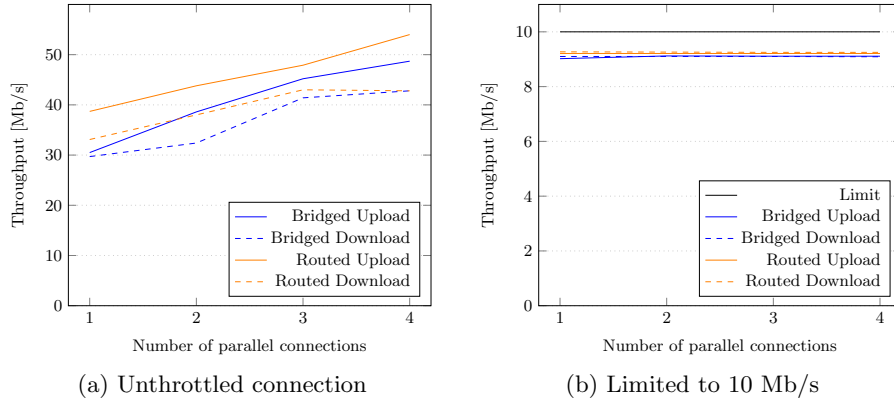 50
40
30
20
10
0
1 2 3 4
Throughput [Mb/s]
Number of parallel connections
Bridged Upload
Bridged Download
Routed Upload
Routed Download
(a) Unthrottled connection
10
8
6
4
2
0
1 2 3 4
Throughput [Mb/s]
Number of parallel connections
Limit
Bridged Upload
Bridged Download
Routed Upload
Routed Download
(b) Limited to 10 Mb/s